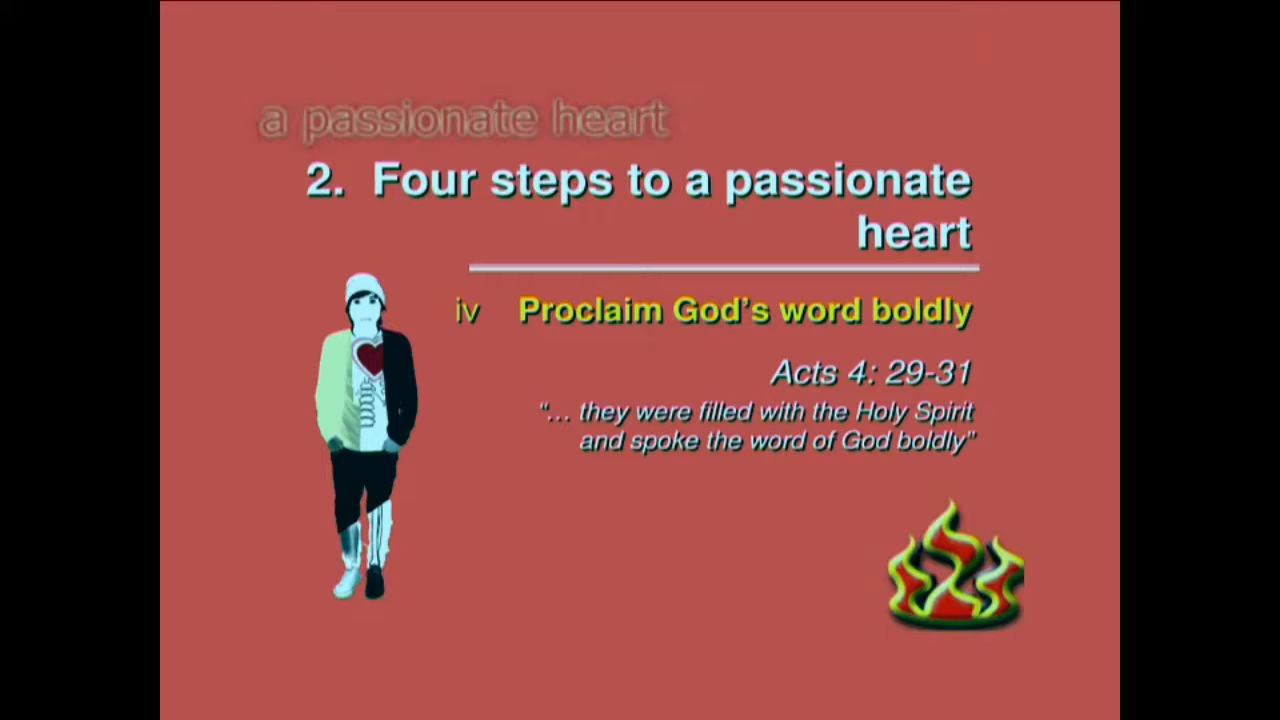 a passionate heart
2. Four steps to a passionate
heart
iv Proclaim God's word boldly
Acts 4: 29-31
"... they were filled with the Holy Spirit
and spoke the word of God boldly"